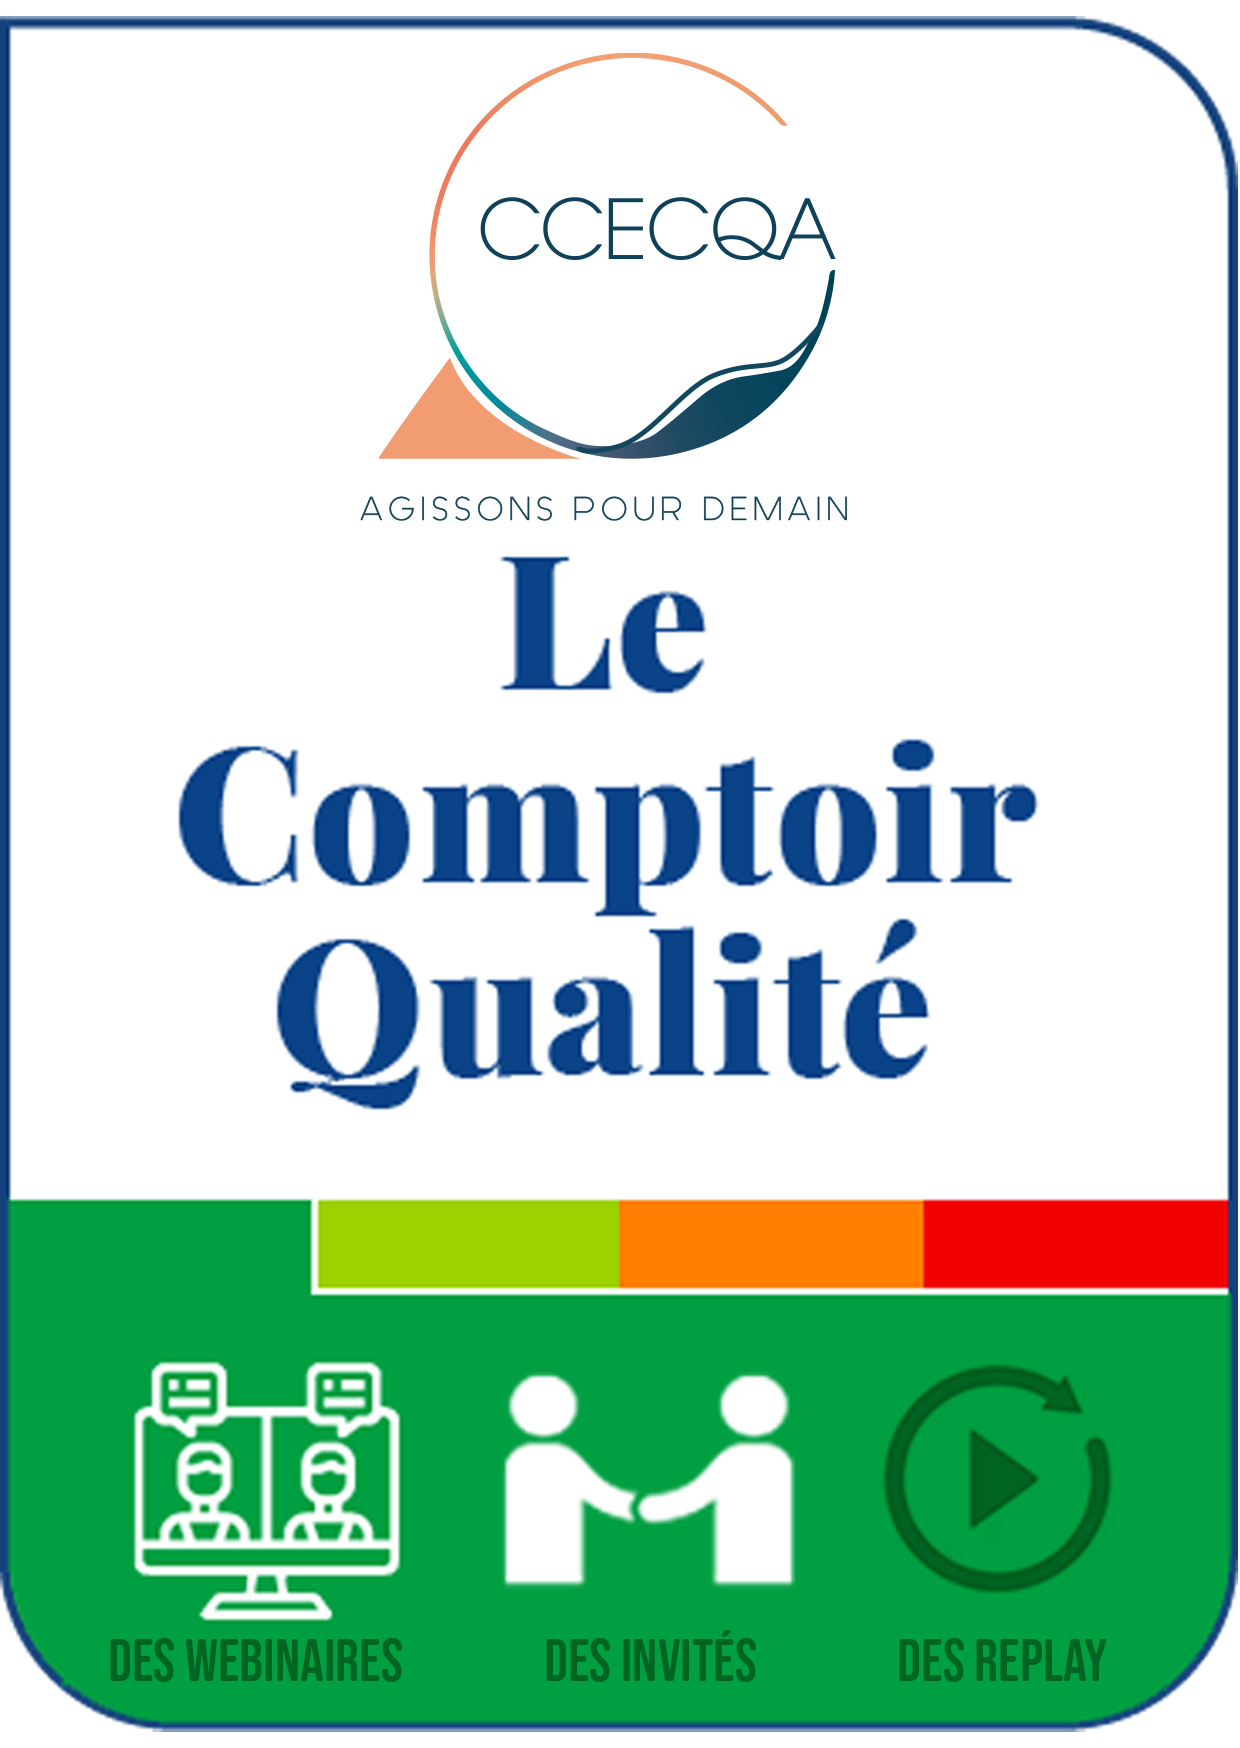 CCECQA
AGISSONS POUR DEMAIN
Le
Comptoir
Qualité
DES WEBINAIRES DES INVITÉS DES REPLAY